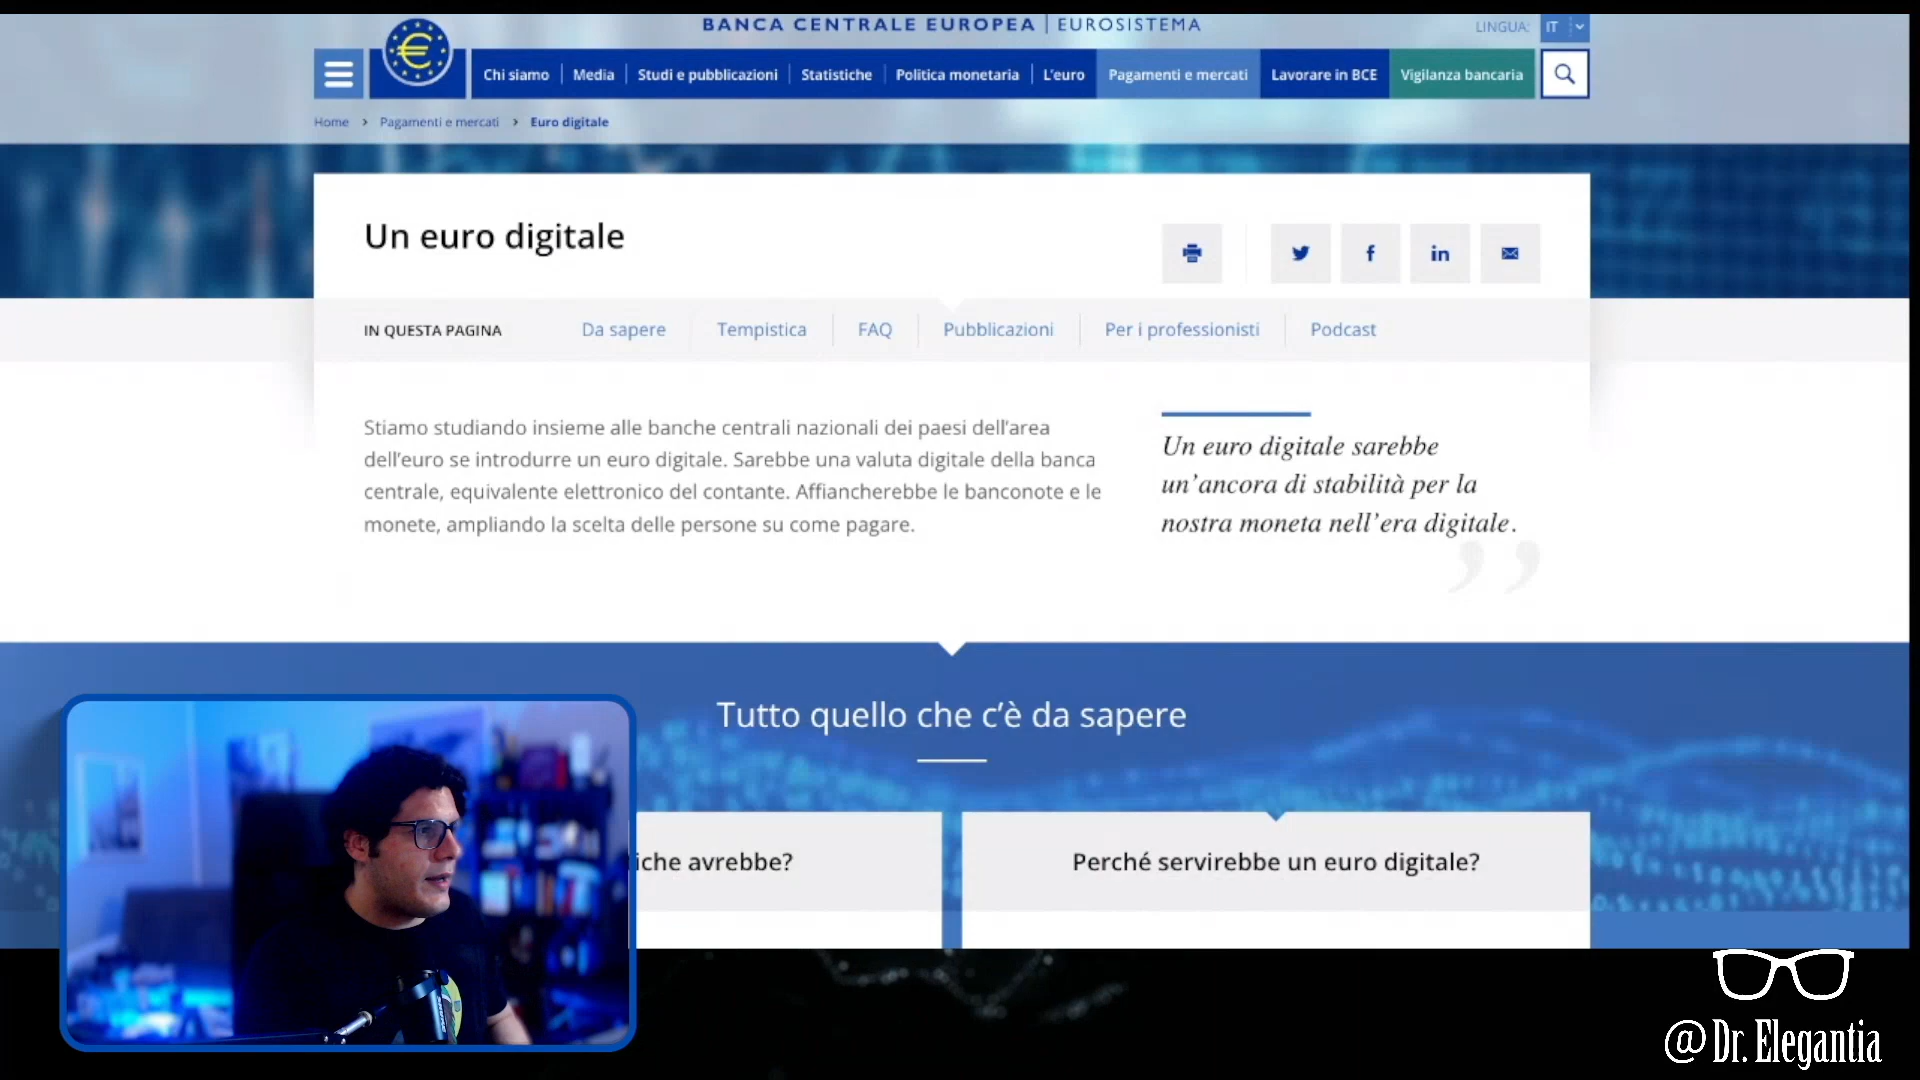 BANCA CENTRALE EUROPEA | EUROSISTEMA
LINGUA: IT
Chi siamo
Media
Studi e pubblicazioni
Statistiche
Politica monetaria
L'euro
Pagamenti e mercati
Lavorare in BCE
Vigilanza bancaria
Home > Pagamenti e mercati > Euro digitale
Un euro digitale
IN QUESTA PAGINA
Da sapere
Tempistica
FAQ
Pubblicazioni
Per i professionisti
Podcast
Stiamo studiando insieme alle banche centrali nazionali dei paesi dell'area
dell'euro se introdurre un euro digitale. Sarebbe una valuta digitale della banca
centrale, equivalente elettronico del contante. Affiancherebbe le banconote e le
monete, ampliando la scelta delle persone su come pagare.
Un euro digitale sarebbe
un'ancora di stabilità per la
nostra moneta nell'era digitale.
Tutto quello che c'è da sapere
iche avrebbe?
Perché servirebbe un euro digitale?
@Dr. Elegantia